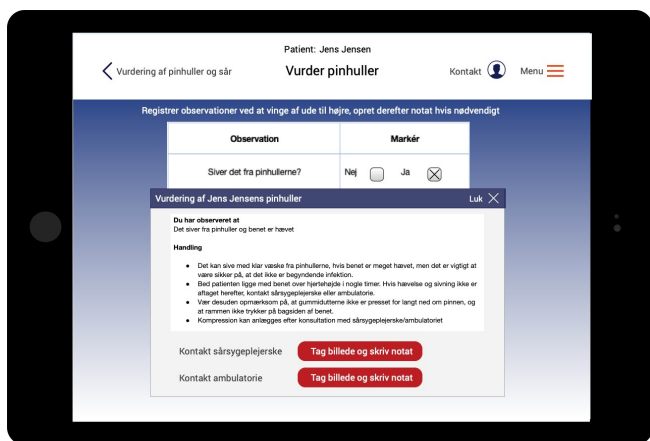 Patient: Jens Jensen
Vurdering af pinhuller og sår
Vurder pinhuller
Kontakt
Menu
Registrer observationer ved at vinge af ude til højre, opret derefter notat hvis nødvendigt
Observation Markér
Siver det fra pinhullerne? Nej Ja
Vurdering af Jens Jensens pinhuller Luk
Du har observeret at
Det siver fra pinhuller og benet er hævet
Handling
● Det kan sive med klar væske fra pinhullerne, hvis benet er meget hævet, men det er vigtigt at
være sikker på, at det ikke er begyndende infektion.
● Bed patienten ligge med benet over hjertehøjde i nogle timer. Hvis hævelse og sivning ikke er
aftaget herefter, kontakt sårsygeplejerske eller ambulatorie.
● Vær desuden opmærksom på, at gummidutterne ikke er presset for langt ned om pinnen, og
at rammen ikke trykker på bagsiden af benet.
● Kompression kan anlægges efter konsultation med sårsygeplejerske/ambulatoriet
Kontakt sårsygeplejerske Tag billede og skriv notat
Kontakt ambulatorie Tag billede og skriv notat